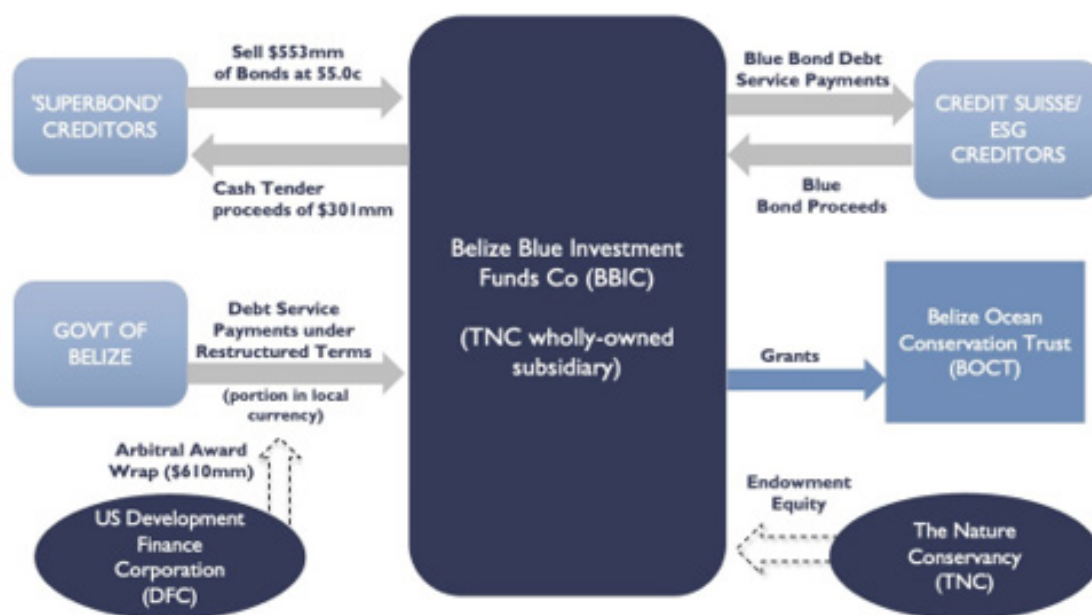 Sell $553mm
of Bonds at 55.0c
'SUPERBOND'
CREDITORS
Cash Tender
proceeds of $301mm
Blue Bond Debt
Service Payments
CREDIT SUISSE/
ESG
CREDITORS
Blue
Bond Proceeds
Belize Blue Investment
Funds Co (BBIC)
(TNC wholly-owned
subsidiary)
GOVT OF
BELIZE
Debt Service
Payments under
Restructured Terms
(portion in local
currency)
Grants
Belize Ocean
Conservation Trust
(BOCT)
Arbitral Award
Wrap ($610mm)
US Development
Finance
Corporation
(DFC)
Endowment
Equity
The Nature
Conservancy
(TNC)